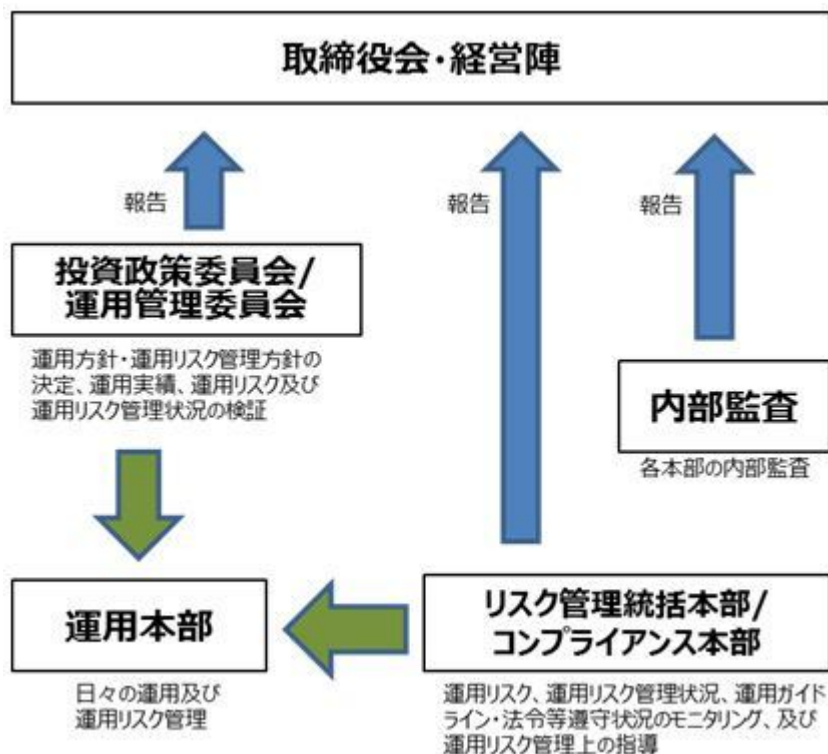 取締役会・経営陣
報告
報告
報告
投資政策委員会/
運用管理委員会
運用方針・運用リスク管理方針の
決定、運用実績、運用リスク及び
運用リスク管理状況の検証
内部監査
各本部の内部監査
運用本部
日々の運用及び
運用リスク管理
リスク管理統括本部/
コンプライアンス本部
運用リスク、運用リスク管理状況、運用ガイド
ライン・法令等遵守状況のモニタリング、及び
運用リスク管理上の指導